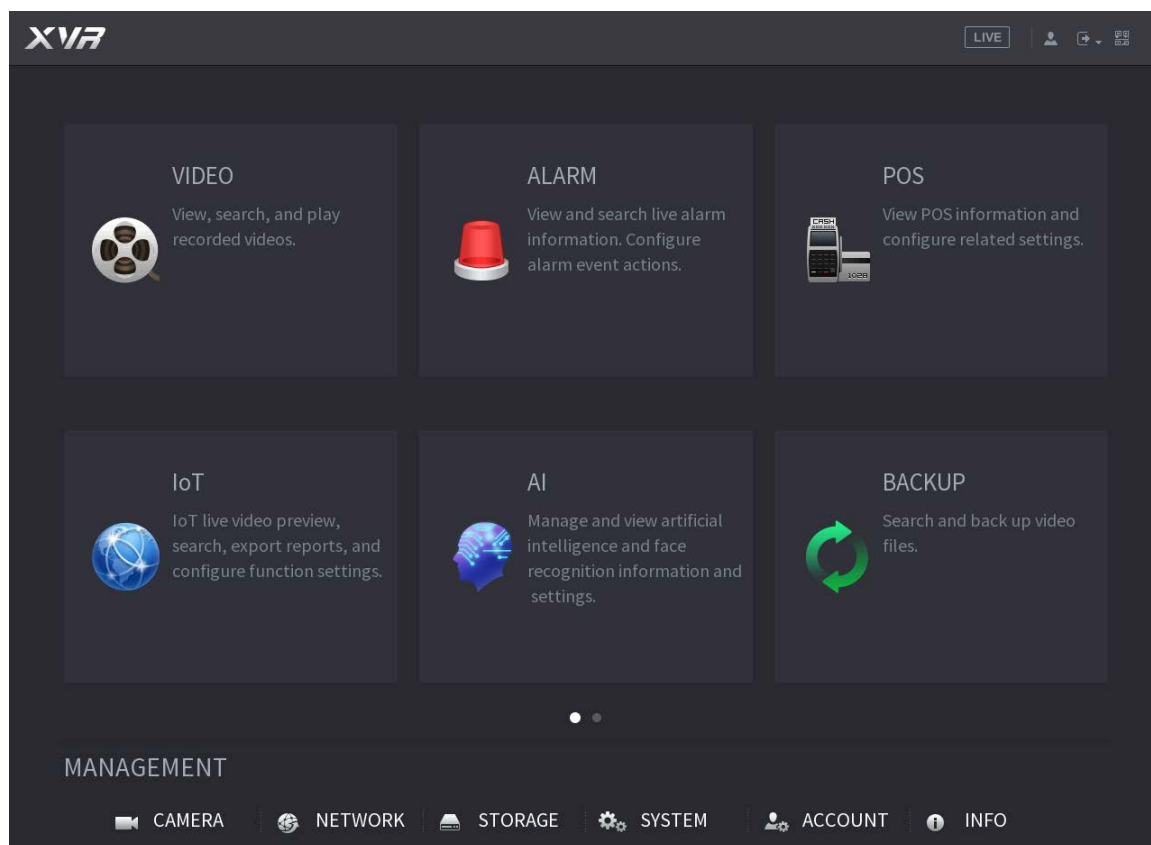 XVR
LIVE
VIDEO
View, search, and play
recorded videos.
ALARM
View and search live alarm
information. Configure
alarm event actions.
POS
View POS information and
configure related settings.
CASH
1028
IoT
IoT live video preview,
search, export reports, and
configure function settings.
AI
Manage and view artificial
intelligence and face
recognition information and
settings.
BACKUP
Search and back up video
files.
MANAGEMENT
CAMERA NETWORK STORAGE SYSTEM ACCOUNT INFO